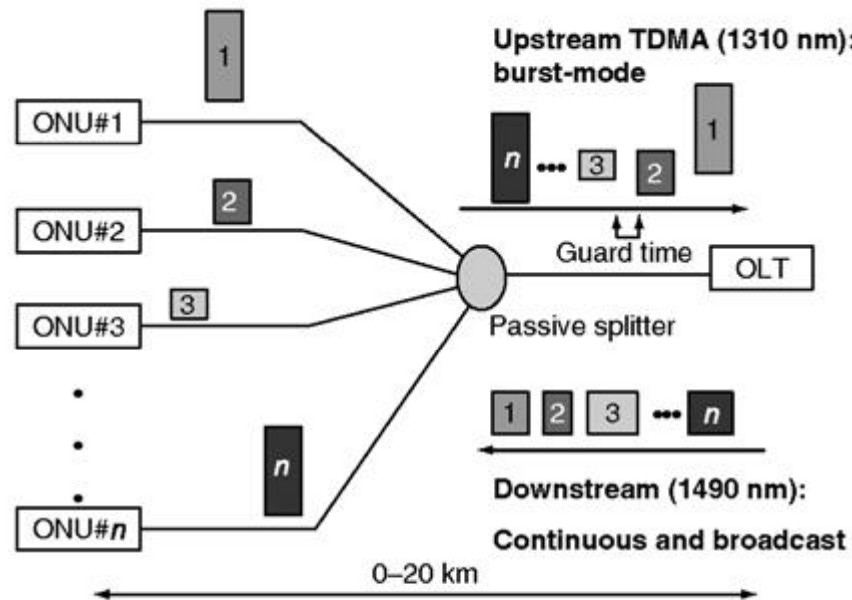 Upstream TDMA (1310 nm):
burst-mode
1
ONU#1
n ••• 3 2 1
2
ONU#2
Guard time
OLT
3
ONU#3
Passive splitter
1 2 3 ••• n
n
Downstream (1490 nm):
ONU#n
Continuous and broadcast
0–20 km